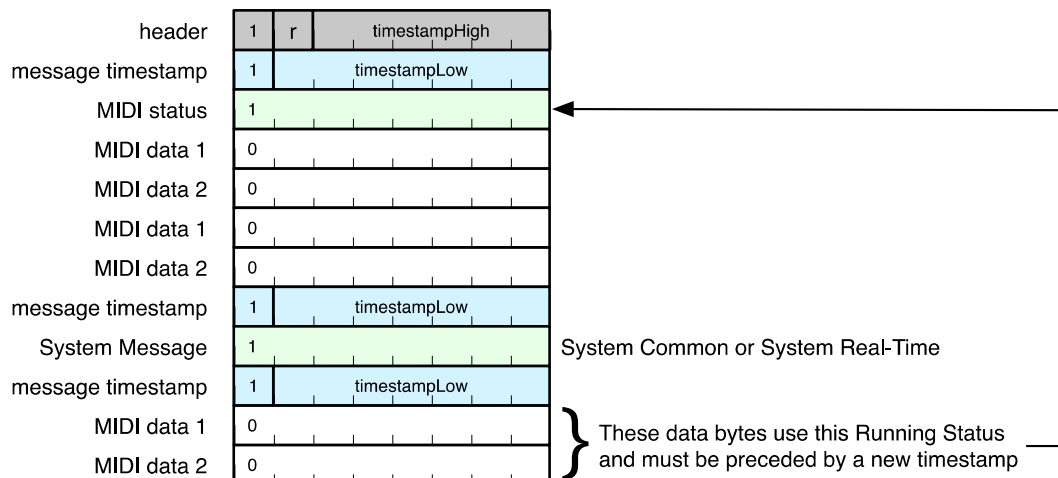 header 1 r timestampHigh
message timestamp 1 timestampLow
MIDI status 1
MIDI data 1 0
MIDI data 2 0
MIDI data 1 0
MIDI data 2 0
message timestamp 1 timestampLow
System Message 1 System Common or System Real-Time
message timestamp 1 timestampLow
MIDI data 1 0
MIDI data 2 0
These data bytes use this Running Status
and must be preceded by a new timestamp